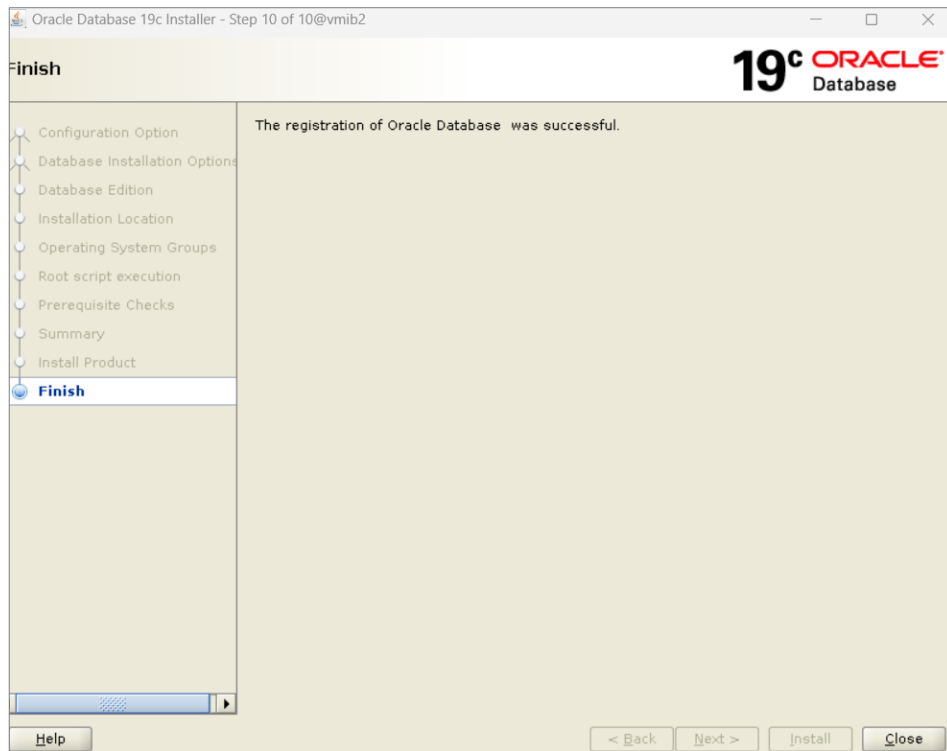 Oracle Database 19c Installer - Step 10 of 10@vmib2
Finish
19c ORACLE
Database
Configuration Option
Database Installation Options
Database Edition
Installation Location
Operating System Groups
Root script execution
Prerequisite Checks
Summary
Install Product
Finish
The registration of Oracle Database was successful.
Help
< Back
Next >
Install
Close